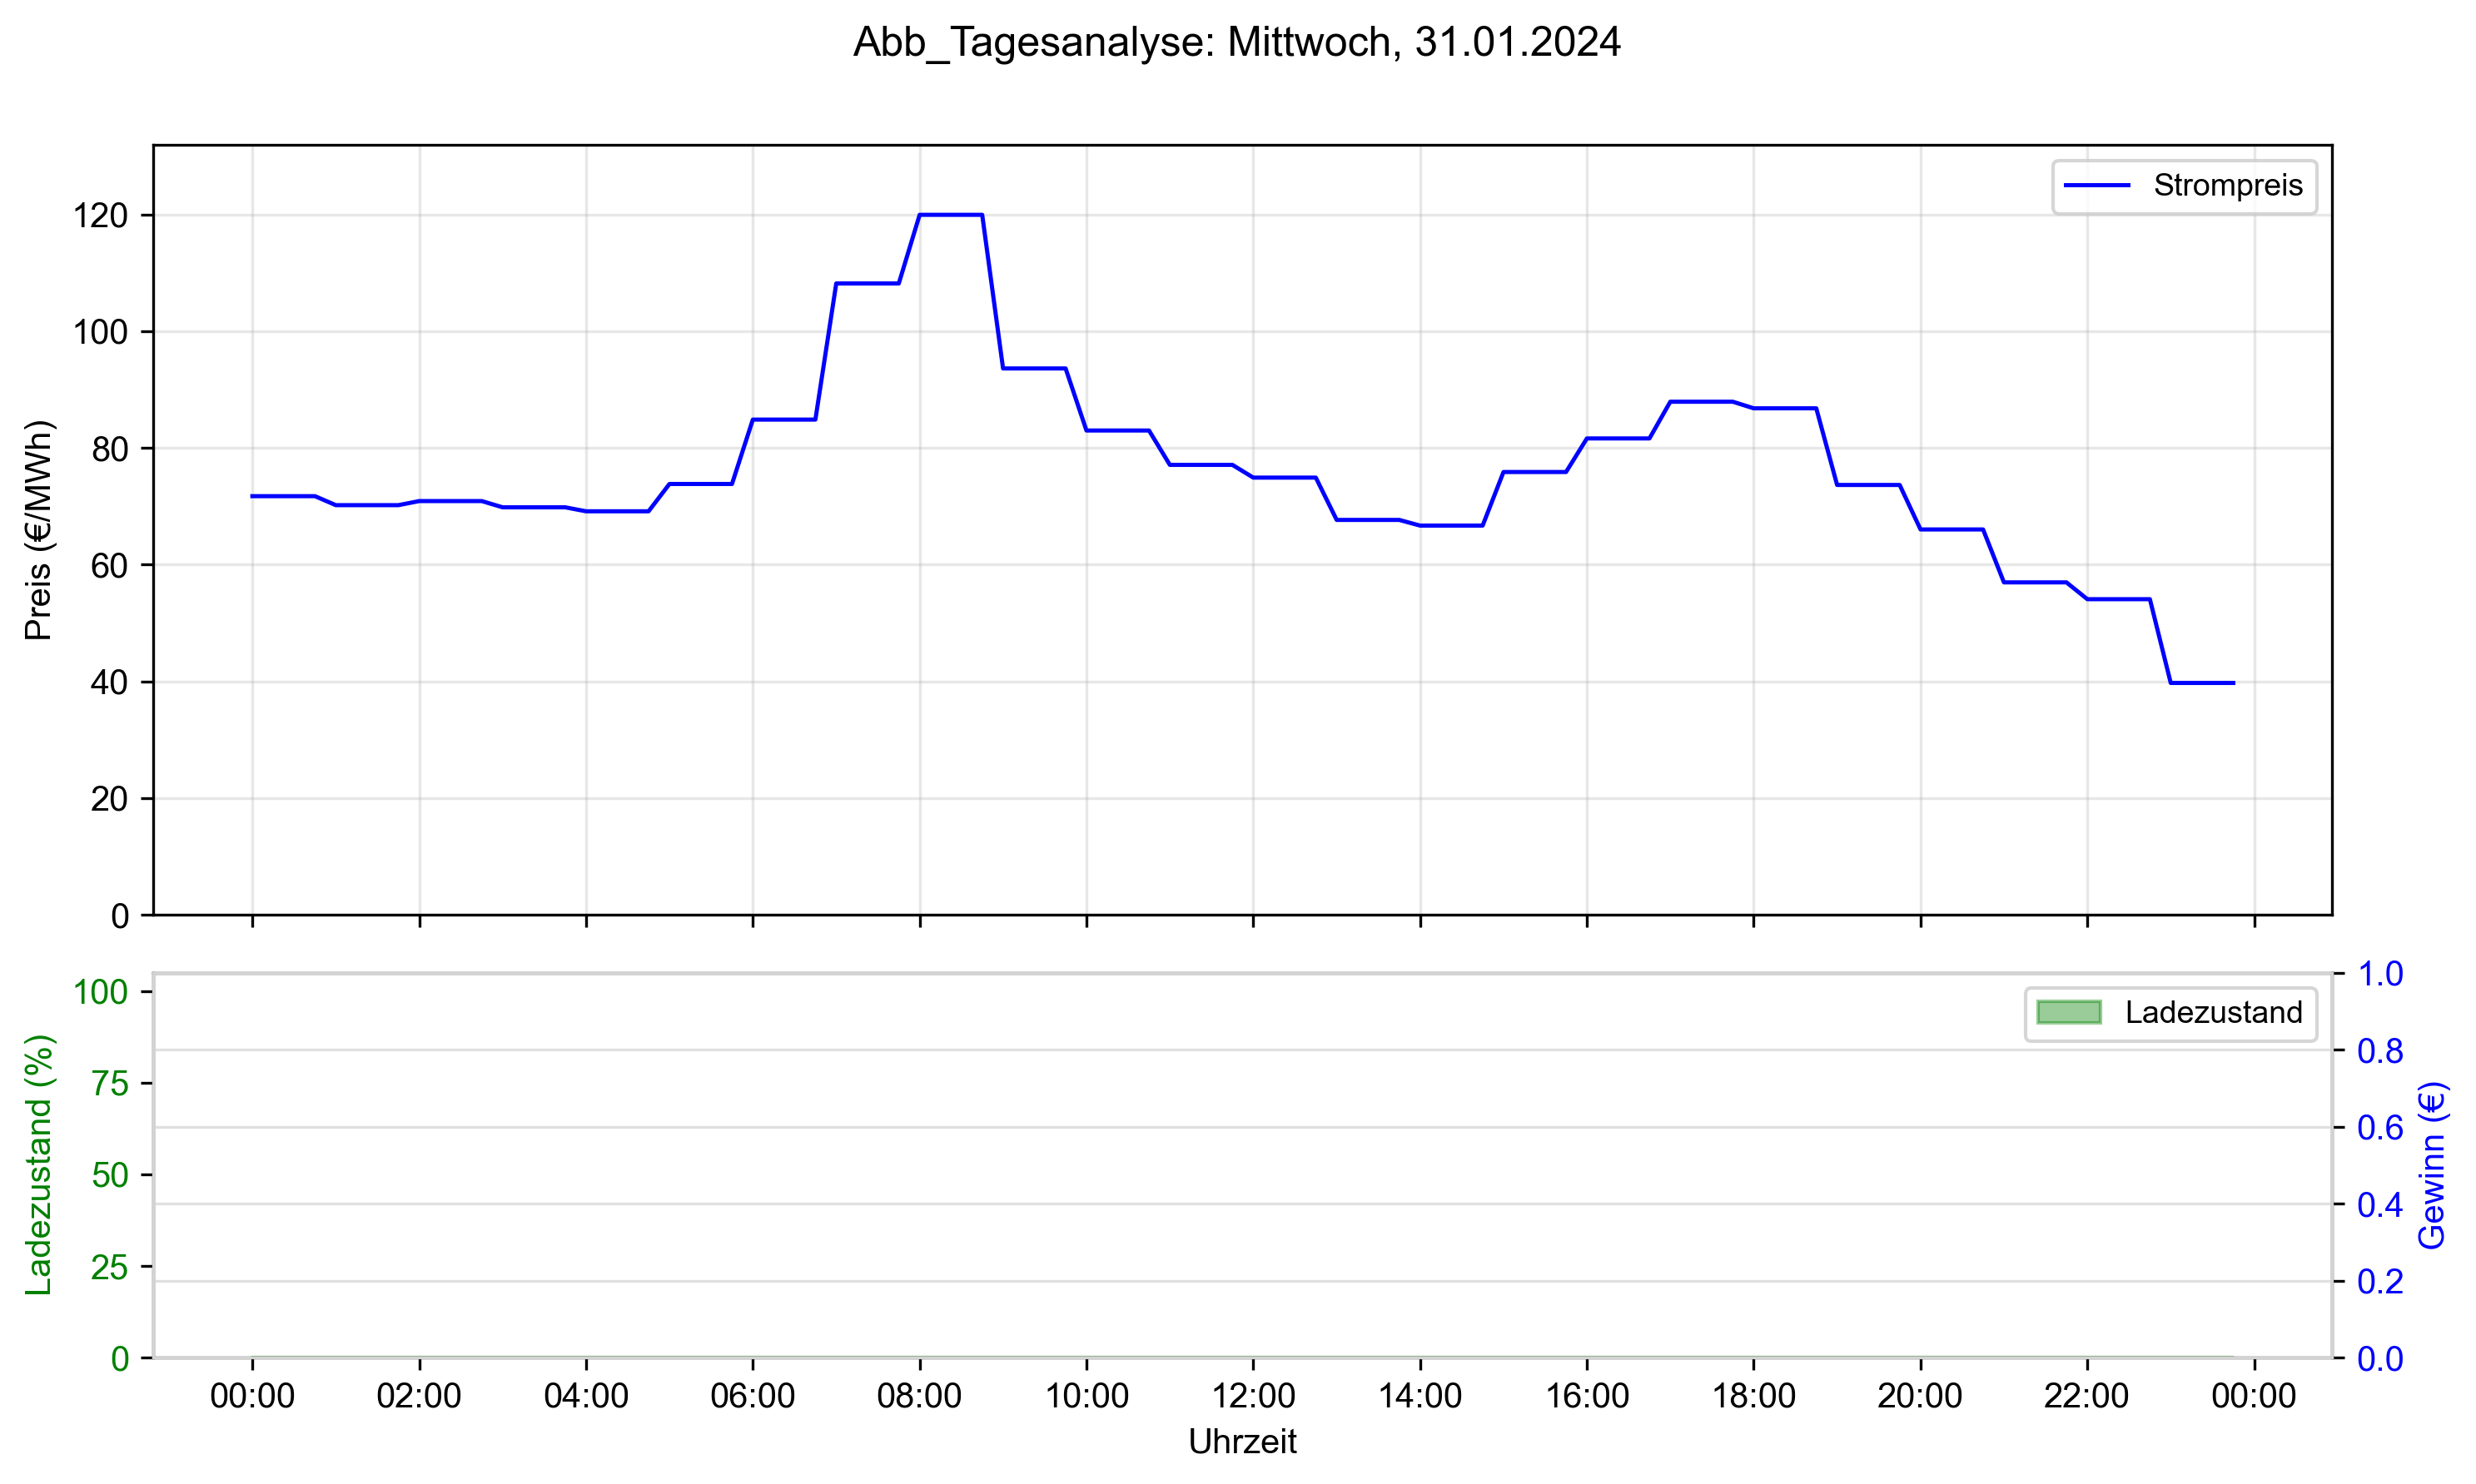 Abb_Tagesanalyse: Mittwoch, 31.01.2024
Strompreis
Preis (€/MWh)
120
100
80
60
40
20
0
Ladezustand
Ladezustand (%)
100
75
50
25
0
1.0
0.8
0.6
0.4
0.2
0.0
Gewinn (€)
00:00 02:00 04:00 06:00 08:00 10:00 12:00 14:00 16:00 18:00 20:00 22:00 00:00
Uhrzeit